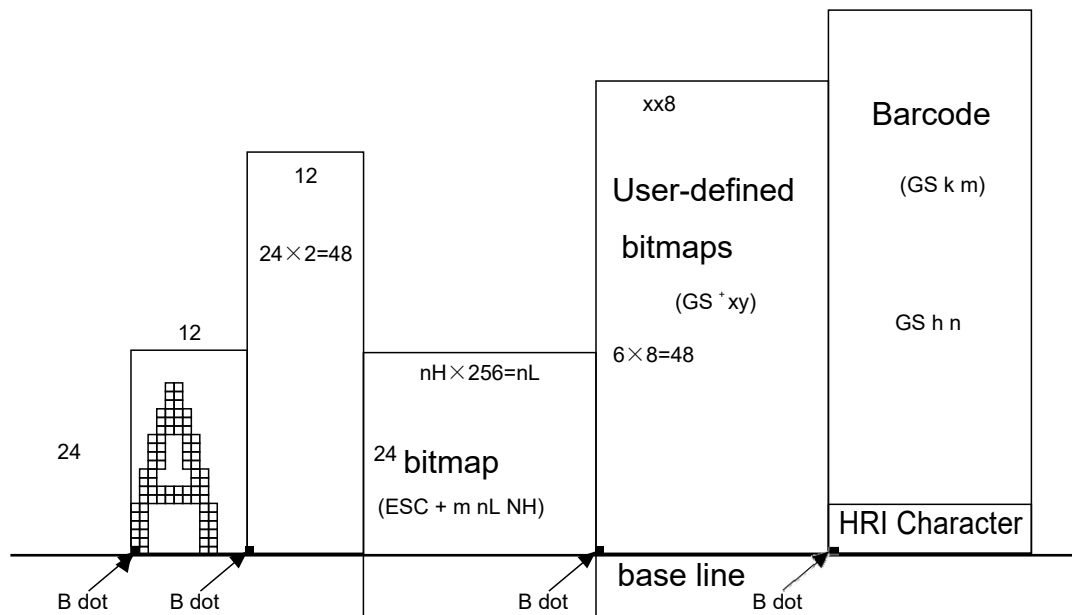 12
24
B dot
12
24×2=48
B dot
nH×256=nL
24 bitmap
(ESC + m nL NH)
xx8
User-defined
bitmaps
(GS + xy)
6×8=48
B dot
base line
Barcode
(GS k m)
GS h n
HRI Character
B dot